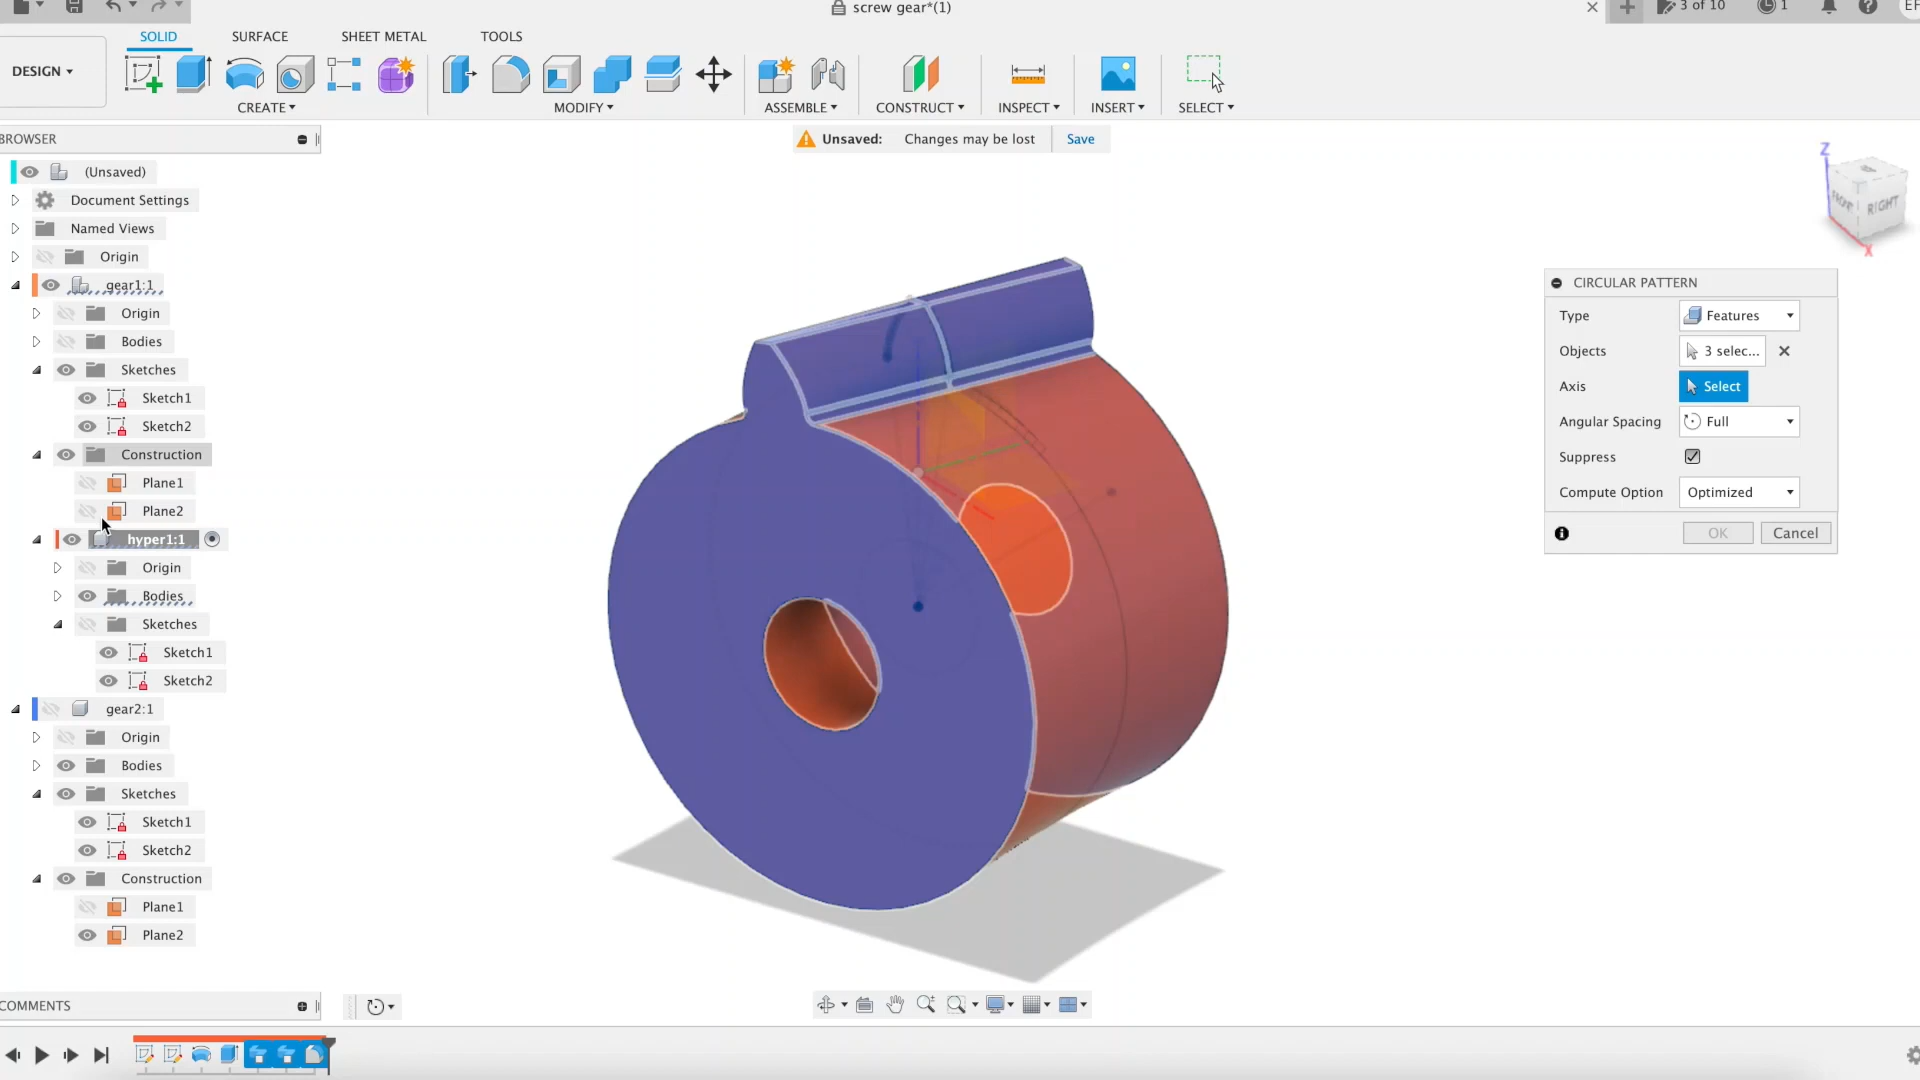 screw gear*(1)
3 of 10
1
EF
DESIGN
SOLID
SURFACE
SHEET METAL
TOOLS
CREATE
MODIFY
ASSEMBLE
CONSTRUCT
INSPECT
INSERT
SELECT
BROWSER
Unsaved: Changes may be lost
Save
(Unsaved)
Document Settings
Named Views
Origin
gear1:1
Origin
Bodies
Sketches
Sketch1
Sketch2
Construction
Plane1
Plane2
hyper1:1
Origin
Bodies
Sketches
Sketch1
Sketch2
gear2:1
Origin
Bodies
Sketches
Sketch1
Sketch2
Construction
Plane1
Plane2
Z
FRONT
RIGHT
X
CIRCULAR PATTERN
Type Features
Objects 3 selec...
Axis Select
Angular Spacing Full
Suppress
Compute Option Optimized
OK
Cancel
COMMENTS